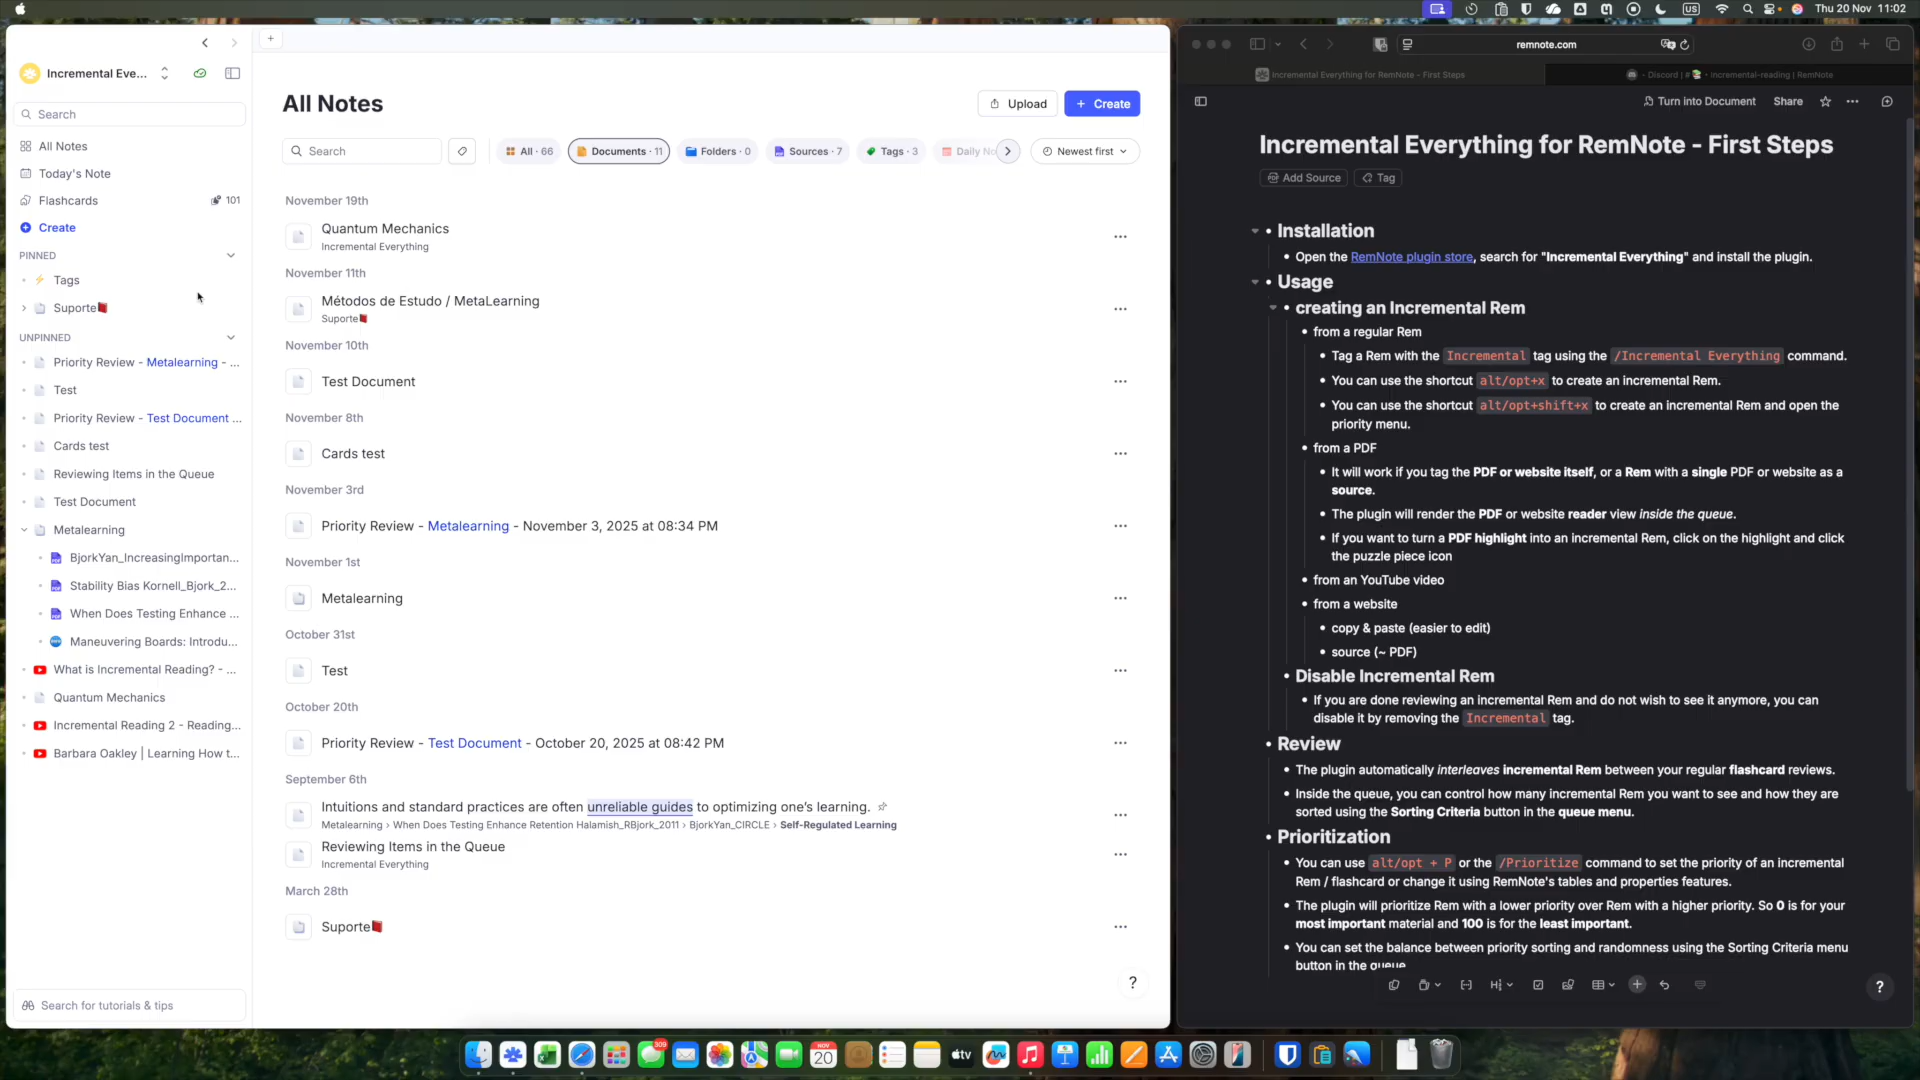 Thu 20 Nov 11:02
Incremental Eve...
Search
All Notes
Today's Note
Flashcards 101
Create
PINNED
Tags
Suporte
UNPINNED
Priority Review - Metalearning - ...
Test
Priority Review - Test Document ...
Cards test
Reviewing Items in the Queue
Test Document
Metalearning
BjorkYan_IncreasingImportan...
Stability Bias Kornell_Bjork_2...
When Does Testing Enhance ...
Maneuvering Boards: Introdu...
What is Incremental Reading? - ...
Quantum Mechanics
Incremental Reading 2 - Reading...
Barbara Oakley | Learning How t...
Search for tutorials & tips
All Notes
Upload
+ Create
Search
All · 66
Documents · 11
Folders · 0
Sources · 7
Tags · 3
Daily No
Newest first
November 19th
Quantum Mechanics
Incremental Everything
November 11th
Métodos de Estudo / MetaLearning
Suporte
November 10th
Test Document
November 8th
Cards test
November 3rd
Priority Review - Metalearning - November 3, 2025 at 08:34 PM
November 1st
Metalearning
October 31st
Test
October 20th
Priority Review - Test Document - October 20, 2025 at 08:42 PM
September 6th
Intuitions and standard practices are often unreliable guides to optimizing one's learning.
Metalearning › When Does Testing Enhance Retention Halamish_RBjork_2011 › BjorkYan_CIRCLE › Self-Regulated Learning
Reviewing Items in the Queue
Incremental Everything
March 28th
Suporte
?
remnote.com
Incremental Everything for RemNote - First Steps
- Discord | # · incremental-reading | RemNote
Turn into Document
Share
Incremental Everything for RemNote - First Steps
Add Source
Tag
• Installation
• Open the RemNote plugin store, search for "Incremental Everything" and install the plugin.
• Usage
• creating an Incremental Rem
• from a regular Rem
• Tag a Rem with the Incremental tag using the /Incremental Everything command.
• You can use the shortcut alt/opt+x to create an incremental Rem.
• You can use the shortcut alt/opt+shift+x to create an incremental Rem and open the
priority menu.
• from a PDF
• It will work if you tag the PDF or website itself, or a Rem with a single PDF or website as a
source.
• The plugin will render the PDF or website reader view inside the queue.
• If you want to turn a PDF highlight into an incremental Rem, click on the highlight and click
the puzzle piece icon
• from an YouTube video
• from a website
• copy & paste (easier to edit)
• source (~ PDF)
• Disable Incremental Rem
• If you are done reviewing an incremental Rem and do not wish to see it anymore, you can
disable it by removing the Incremental tag.
• Review
• The plugin automatically interleaves incremental Rem between your regular flashcard reviews.
• Inside the queue, you can control how many incremental Rem you want to see and how they are
sorted using the Sorting Criteria button in the queue menu.
• Prioritization
• You can use alt/opt + P or the /Prioritize command to set the priority of an incremental
Rem / flashcard or change it using RemNote's tables and properties features.
• The plugin will prioritize Rem with a lower priority over Rem with a higher priority. So 0 is for your
most important material and 100 is for the least important.
• You can set the balance between priority sorting and randomness using the Sorting Criteria menu
button in the queue
?
309
NOV
20
tv